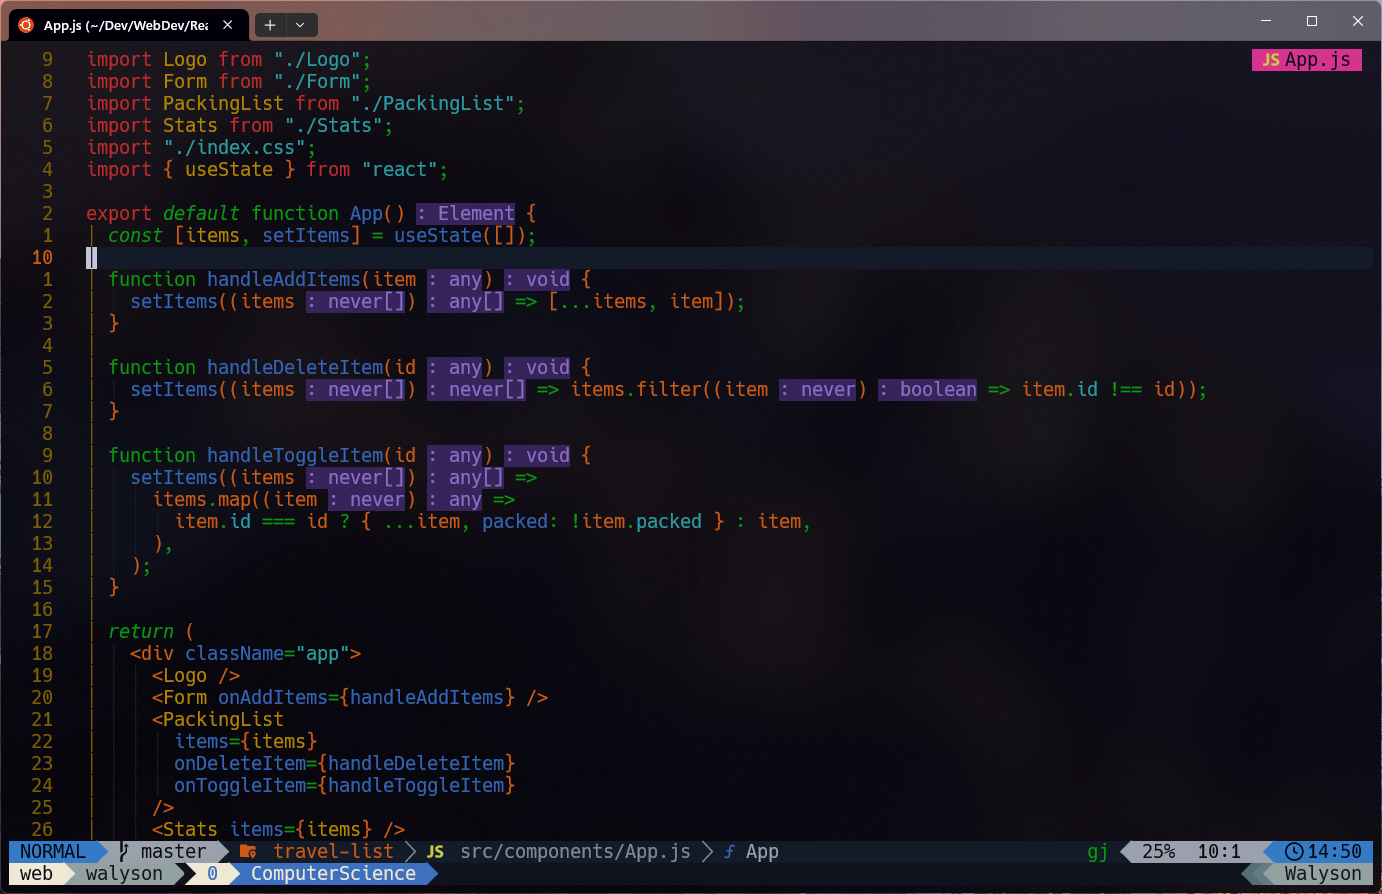 App.js (~/Dev/WebDev/Rea
JS App.js
9 import Logo from "./Logo";
8 import Form from "./Form";
7 import PackingList from "./PackingList";
6 import Stats from "./Stats";
5 import "./index.css";
4 import { useState } from "react";
3
2 export default function App() : Element {
1 const [items, setItems] = useState([]);
10
1 function handleAddItems(item : any) : void {
2 setItems((items : never[]) : any[] => [...items, item]);
3 }
4
5 function handleDeleteItem(id : any) : void {
6 setItems((items : never[]) : never[] => items.filter((item : never) : boolean => item.id !== id));
7 }
8
9 function handleToggleItem(id : any) : void {
10 setItems((items : never[]) : any[] =>
11 items.map((item : never) : any =>
12 item.id === id ? { ...item, packed: !item.packed } : item,
13 ),
14 );
15 }
16
17 return (
18 <div className="app">
19 <Logo />
20 <Form onAddItems={handleAddItems} />
21 <PackingList
22 items={items}
23 onDeleteItem={handleDeleteItem}
24 onToggleItem={handleToggleItem}
25 />
26 <Stats items={items} />
NORMAL master travel-list JS src/components/App.js f App gj 25% 10:1 14:50
web walyson 0 ComputerScience Walyson